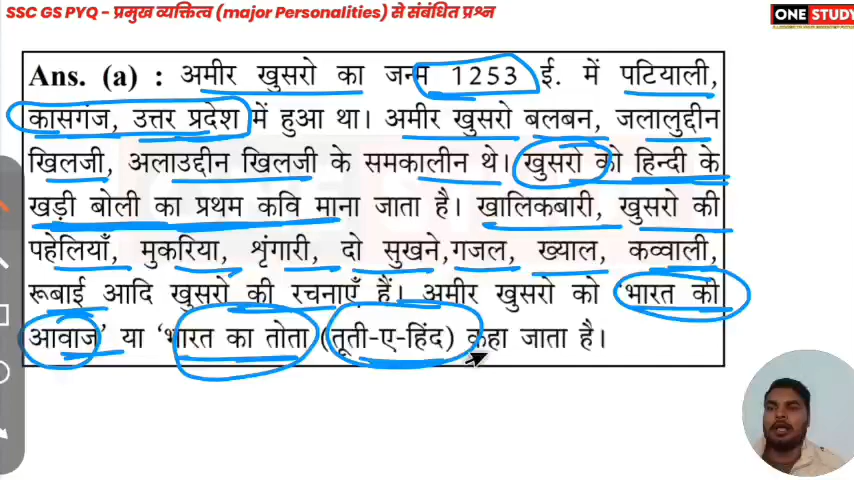 SSC GS PYQ - प्रमुख व्यक्तित्व (major Personalities) से संबंधित प्रश्न
ONE STUDY
Ans. (a) : अमीर खुसरो का जन्म 1253 ई. में पटियाली,
कासगंज, उत्तर प्रदेश में हुआ था। अमीर खुसरो बलबन, जलालुद्दीन
खिलजी, अलाउद्दीन खिलजी के समकालीन थे। खुसरो को हिन्दी के
खड़ी बोली का प्रथम कवि माना जाता है। खालिकबारी, खुसरो की
पहेलियाँ, मुकरिया, शृंगारी, दो सुखने,गजल, ख्याल, कव्वाली,
रूबाई आदि खुसरो की रचनाएँ हैं। अमीर खुसरो को 'भारत की
आवाज' या 'भारत का तोता (तूती-ए-हिंद) कहा जाता है।